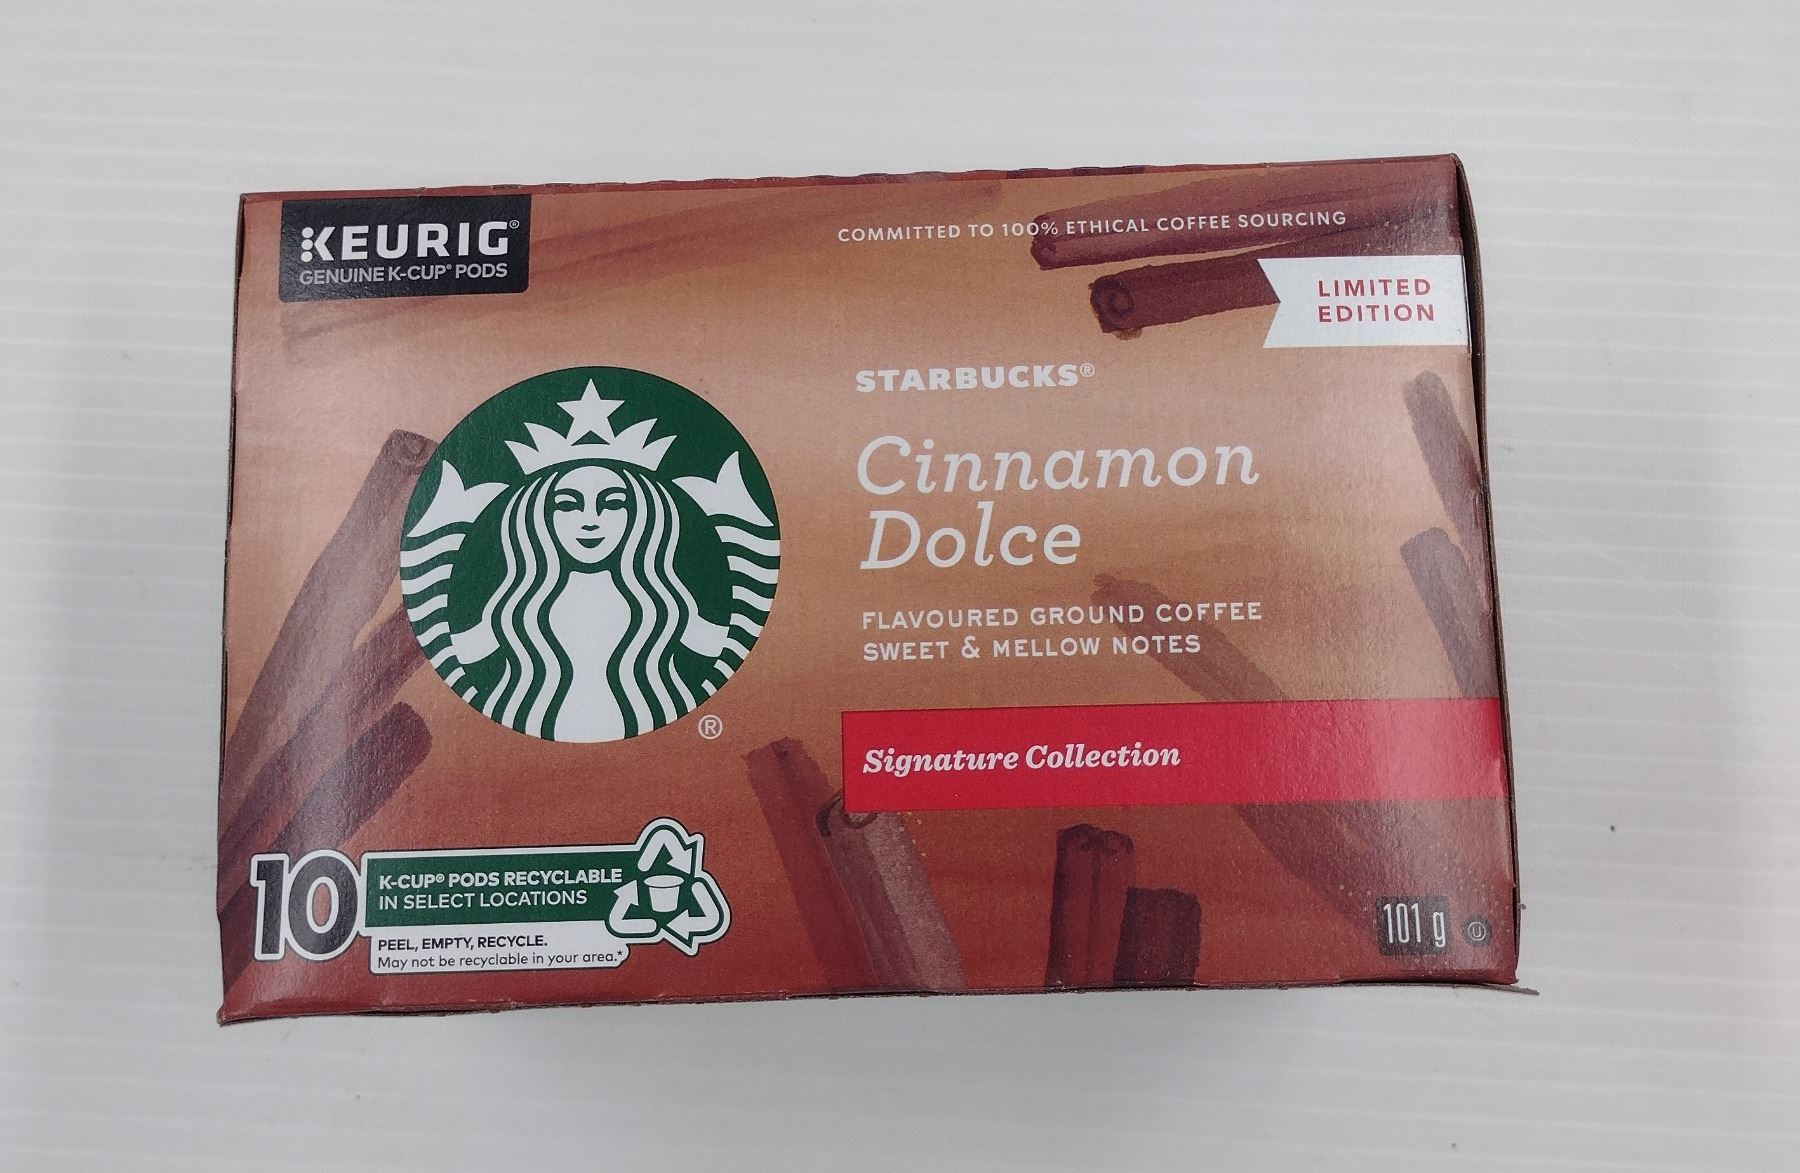 KEURIG®
GENUINE K-CUP® PODS
COMMITTED TO 100% ETHICAL COFFEE SOURCING
LIMITED
EDITION
STARBUCKS®
Cinnamon
Dolce
FLAVOURED GROUND COFFEE
SWEET & MELLOW NOTES
®
Signature Collection
10
K-CUP® PODS RECYCLABLE
IN SELECT LOCATIONS
PEEL, EMPTY, RECYCLE.
May not be recyclable in your area.*
101 g
U